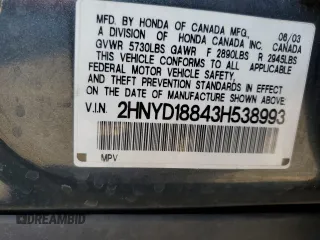 MFD. BY HONDA OF CANADA MFG., 06/03
A DIVISION OF HONDA CANADA INC. CANADA
GVWR 5730LBS GAWR F 2890LBS R 2945LBS
THIS VEHICLE CONFORMS TO ALL APPLICABLE
FEDERAL MOTOR VEHICLE SAFETY AND
THEFT PREVENTION STANDARDS IN EFFECT
ON THE DATE OF MANUFACTURE SHOWN ABOVE.
V.I.N. 2HNYD18843H538993
MPV
© DREAMBID